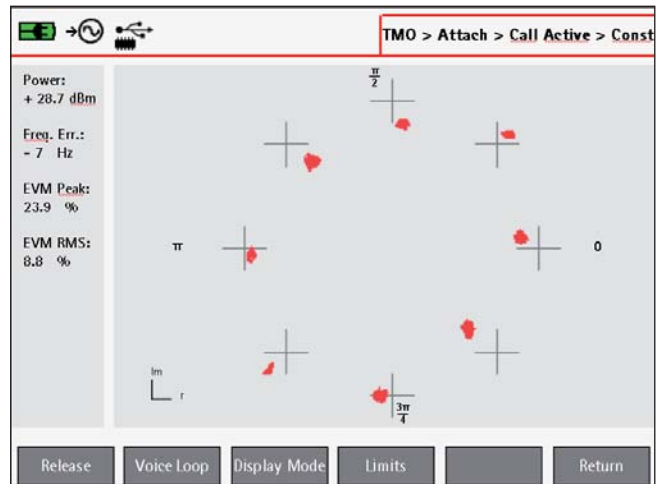 TMO > Attach > Call Active > Const
Power:
+ 28.7 dBm
Freq. Err.:
- 7 Hz
EVM Peak:
23.9 %
EVM RMS:
8.8 %
π
2
π
0
Im
r
3π
4
Release
Voice Loop
Display Mode
Limits
Return